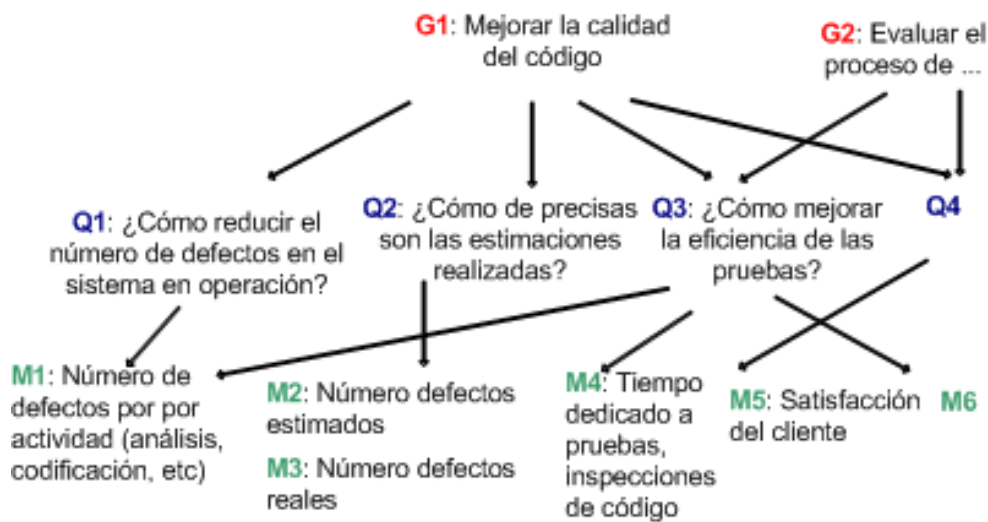 G1: Mejorar la calidad
del código
G2: Evaluar el
proceso de ...
Q1: ¿Cómo reducir el
número de defectos en el
sistema en operación?
Q2: ¿Cómo de precisas
son las estimaciones
realizadas?
Q3: ¿Cómo mejorar
la eficiencia de las
pruebas?
Q4
M1: Número de
defectos por por
actividad (análisis,
codificación, etc)
M2: Número defectos
estimados
M3: Número defectos
reales
M4: Tiempo
dedicado a
pruebas,
inspecciones
de código
M5: Satisfacción
del cliente
M6